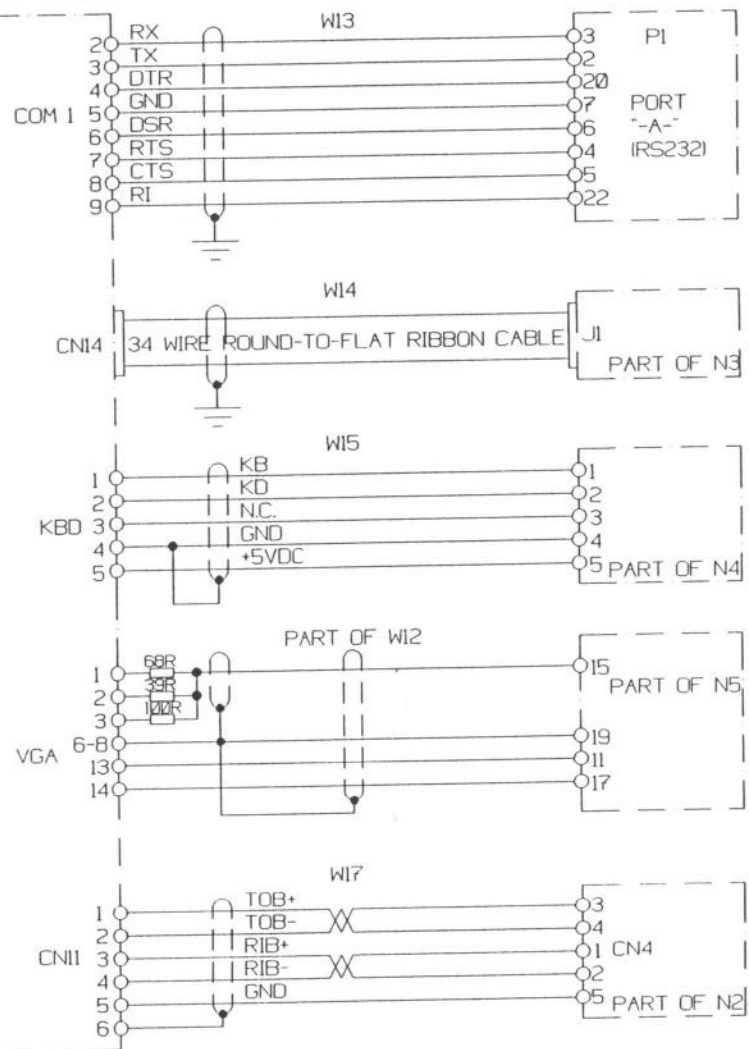 W13
2 RX 3 P1
3 TX 2
4 DTR 20
COM 1 5 GND 7 PORT
6 DSR 6 "-A-"
7 RTS 4 (RS232)
8 CTS 5
9 RI 22
W14
CN14 34 WIRE ROUND-TO-FLAT RIBBON CABLE J1
PART OF N3
W15
1 KB 1
2 KD 2
KBD 3 N.C. 3
4 GND 4
5 +5VDC 5 PART OF N4
PART OF W12
1 68R 15
2 39R PART OF N5
3 100R
VGA 6-8 19
13 11
14 17
W17
1 TOB+ 3
2 TOB- 4
CN11 3 RIB+ 1 CN4
4 RIB- 2
5 GND 5 PART OF N2
6